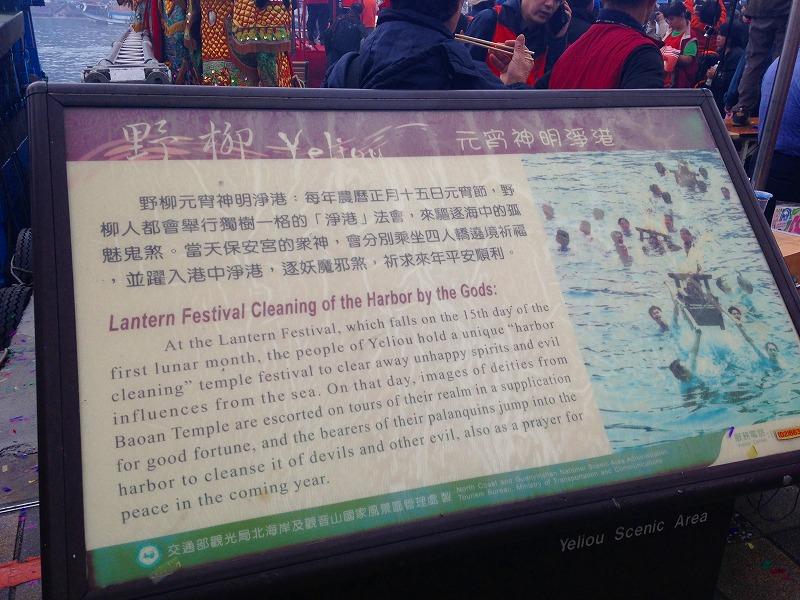 野柳 Yeliou 元宵神明淨港
野柳元宵神明淨港：每年農曆正月十五日元宵節，野
柳人都會舉行獨樹一格的「淨港」法會，來驅逐海中的孤
魅鬼煞。當天保安宮的眾神，會分別乘坐四人轎遶境祈福
，並躍入港中淨港，逐妖魔邪煞，祈求來年平安順利。
Lantern Festival Cleaning of the Harbor by the Gods:
At the Lantern Festival, which falls on the 15th day of the
first lunar month, the people of Yeliou hold a unique "harbor
cleaning" temple festival to clear away unhappy spirits and evil
influences from the sea. On that day, images of deities from
Baoan Temple are escorted on tours of their realm in a supplication
for good fortune, and the bearers of their palanquins jump into the
harbor to cleanse it of devils and other evil, also as a prayer for
peace in the coming year.
交通部觀光局北海岸及觀音山國家風景區管理處 製
North Coast and Guanyinshan National Scenic Area Administration
Tourism Bureau, Ministry of Transportation and Communications
服務電話
Yeliou Scenic Area